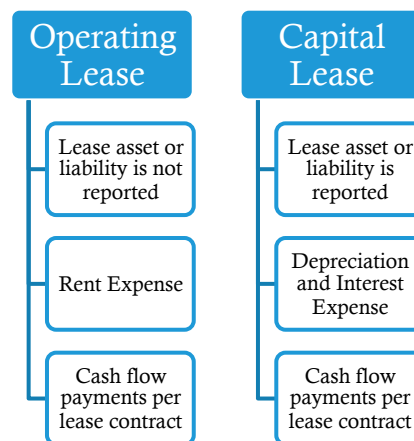 Operating
Lease
Lease asset or
liability is not
reported
Rent Expense
Cash flow
payments per
lease contract
Capital
Lease
Lease asset or
liability is
reported
Depreciation
and Interest
Expense
Cash flow
payments per
lease contract